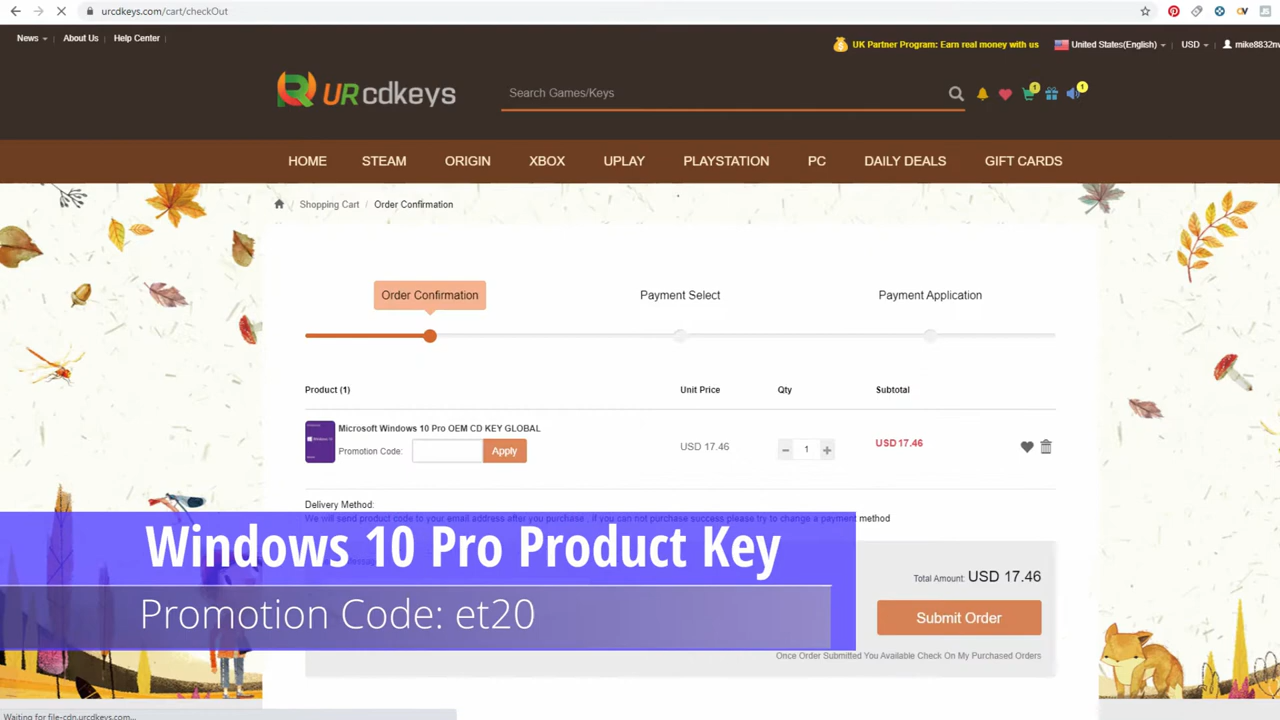 urcdkeys.com/cart/checkOut
News
About Us
Help Center
UK Partner Program: Earn real money with us
United States(English)
USD
mike8832nv
URcdkeys
Search Games/Keys
1
1
HOME
STEAM
ORIGIN
XBOX
UPLAY
PLAYSTATION
PC
DAILY DEALS
GIFT CARDS
/ Shopping Cart / Order Confirmation
Order Confirmation
Payment Select
Payment Application
Product (1)
Unit Price
Qty
Subtotal
Microsoft Windows 10 Pro OEM CD KEY GLOBAL
Promotion Code:
Apply
USD 17.46
- 1 +
USD 17.46
Delivery Method:
We will send product code to your email address after you purchase , if you can not purchase success please try to change a payment method
Windows 10 Pro Product Key
Promotion Code: et20
Total Amount: USD 17.46
Submit Order
Once Order Submitted You Available Check On My Purchased Orders
Waiting for file-cdn.urcdkeys.com...